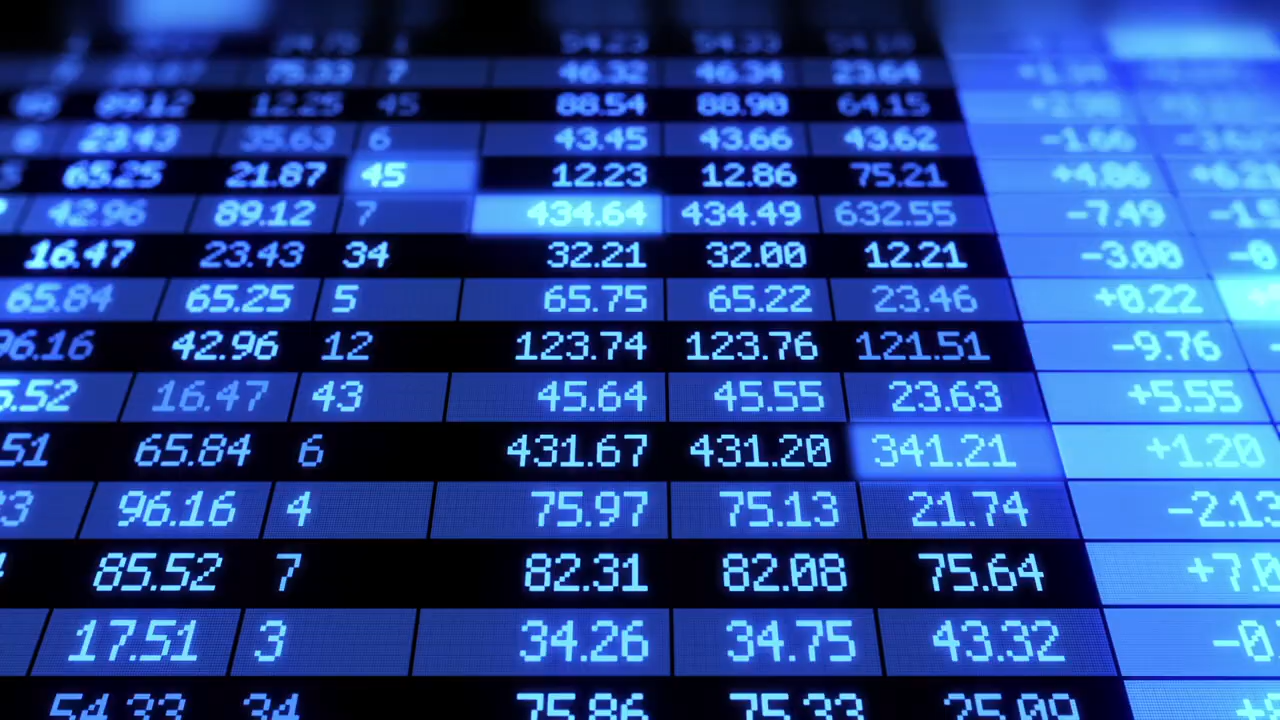 54.23 54.33
75.33 7 46.32 46.34 23.64
89.12 12.25 45 88.54 88.90 64.15
23.43 35.63 6 43.45 43.66 43.62 -1.66
65.25 21.87 45 12.23 12.86 75.21 +4.86
42.96 89.12 7 434.64 434.49 632.55 -7.49
16.47 23.43 34 32.21 32.00 12.21 -3.00
65.84 65.25 5 65.75 65.22 23.46 +0.22
96.16 42.96 12 123.74 123.76 121.51 -9.76
5.52 16.47 43 45.64 45.55 23.63 +5.55
51 65.84 6 431.67 431.20 341.21 +1.20
96.16 4 75.97 75.13 21.74 -2.13
85.52 7 82.31 82.08 75.64 +7.0
17.51 3 34.26 34.75 43.32 -0
54.33 34 75.86 75.33 25.09